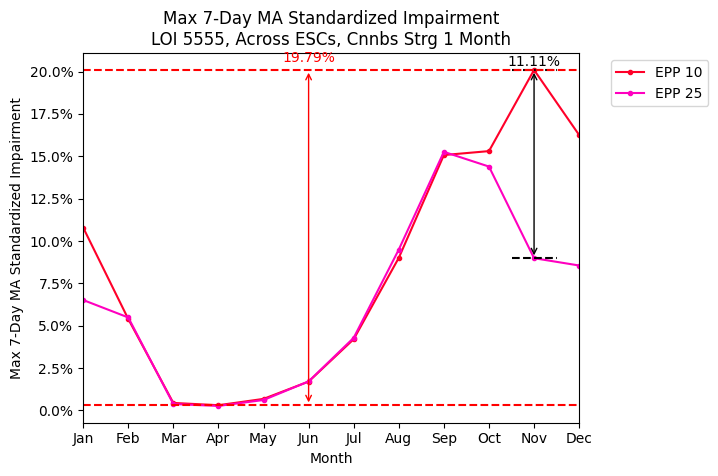 Max 7-Day MA Standardized Impairment
LOI 5555, Across ESCs, Cnnbs Strg 1 Month
19.79%
11.11%
EPP 10
EPP 25
Max 7-Day MA Standardized Impairment
20.0%
17.5%
15.0%
12.5%
10.0%
7.5%
5.0%
2.5%
0.0%
Jan Feb Mar Apr May Jun Jul Aug Sep Oct Nov Dec
Month